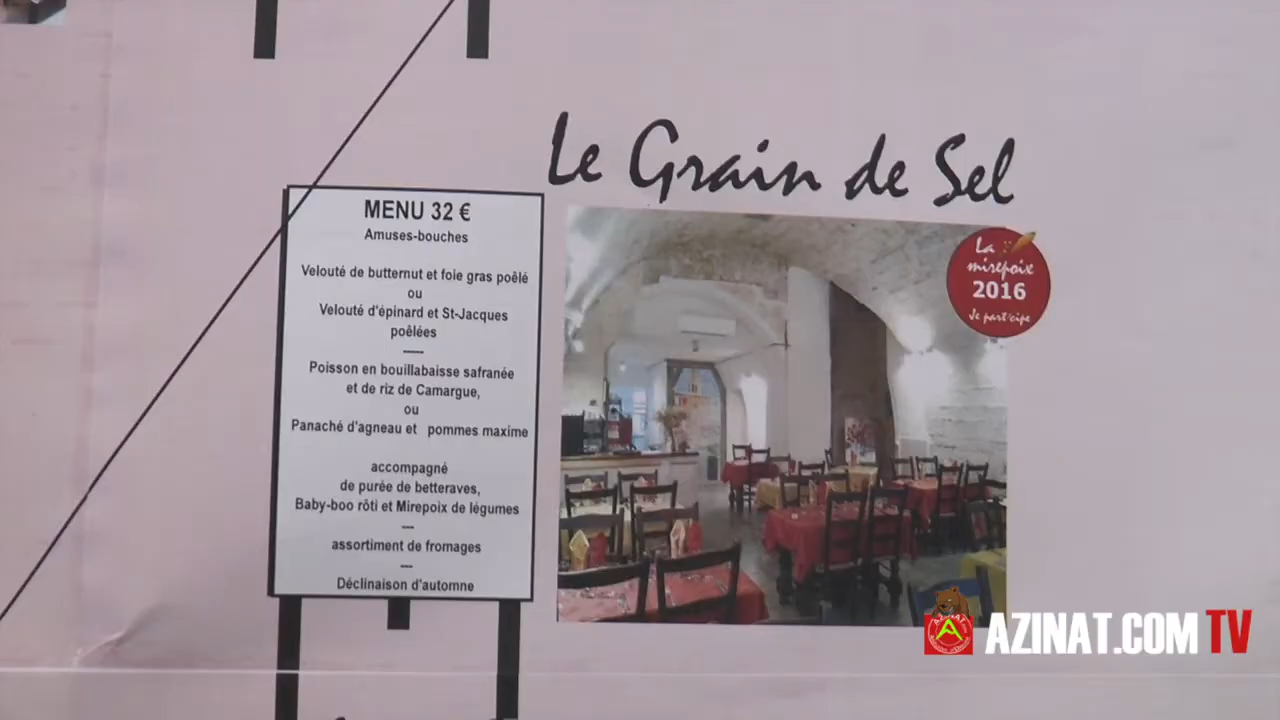 Le Grain de Sel
MENU 32 €
Amuses-bouches
Velouté de butternut et foie gras poêlé
ou
Velouté d'épinard et St-Jacques
poêlées
Poisson en bouillabaisse safranée
et de riz de Camargue,
ou
Panaché d'agneau et pommes maxime
accompagné
de purée de betteraves,
Baby-boo rôti et Mirepoix de légumes
assortiment de fromages
Déclinaison d'automne
La
mirepoix
2016
Je participe
AZINAT.COM TV